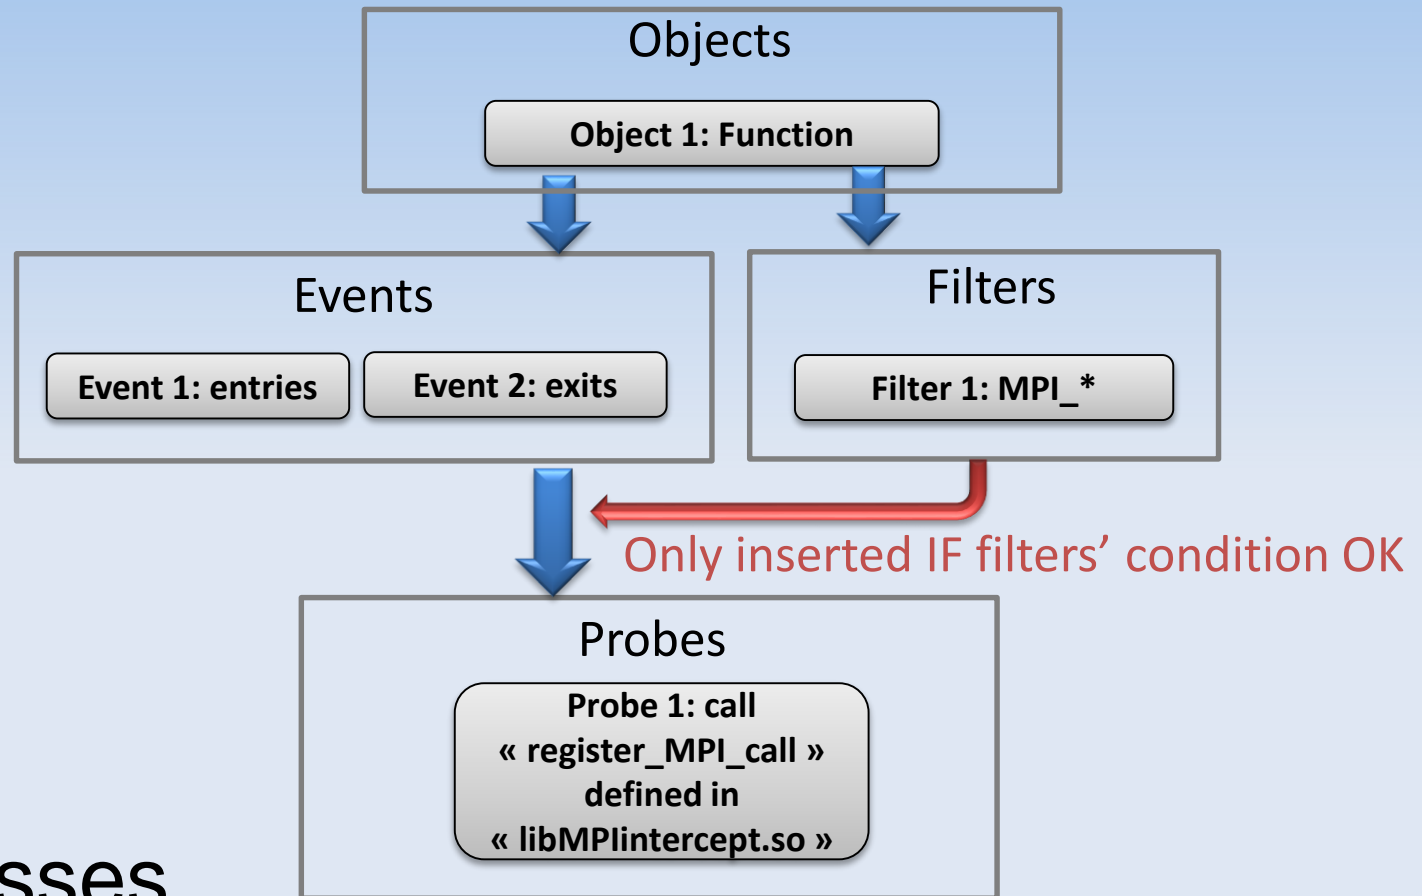 Objects
Object 1: Function
Events
Filters
Event 1: entries
Event 2: exits
Filter 1: MPI_*
Only inserted IF filters’ condition OK
Probes
Probe 1: call
« register_MPI_call »
defined in
« libMPIintercept.so »
sses